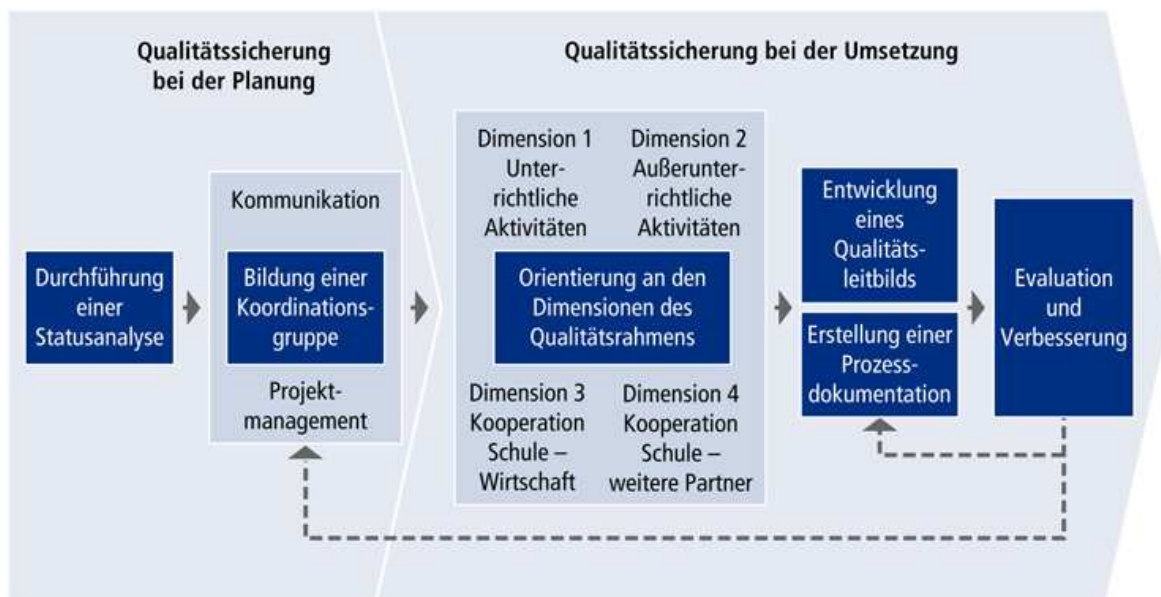 Qualitätssicherung
bei der Planung
Qualitätssicherung bei der Umsetzung
Durchführung
einer
Statusanalyse
Kommunikation
Bildung einer
Koordinations-
gruppe
Projekt-
management
Dimension 1
Unter-
richtliche
Aktivitäten
Dimension 2
Außerunter-
richtliche
Aktivitäten
Orientierung an den
Dimensionen des
Qualitätsrahmens
Dimension 3
Kooperation
Schule –
Wirtschaft
Dimension 4
Kooperation
Schule –
weitere Partner
Entwicklung
eines
Qualitäts-
leitbilds
Erstellung einer
Prozess-
dokumentation
Evaluation
und
Verbesserung